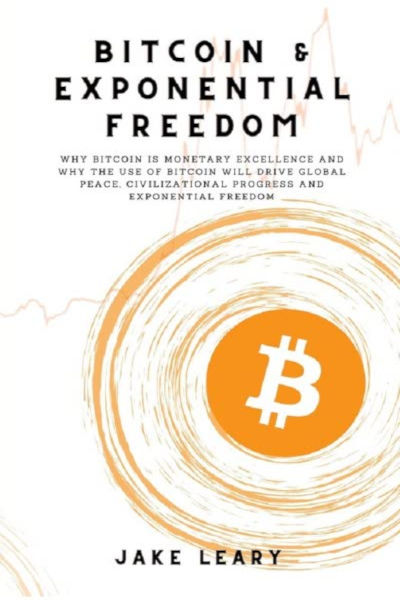 BITCOIN &
EXPONENTIAL
FREEDOM
WHY BITCOIN IS MONETARY EXCELLENCE AND
WHY THE USE OF BITCOIN WILL DRIVE GLOBAL
PEACE, CIVILIZATIONAL PROGRESS AND
EXPONENTIAL FREEDOM
JAKE LEARY